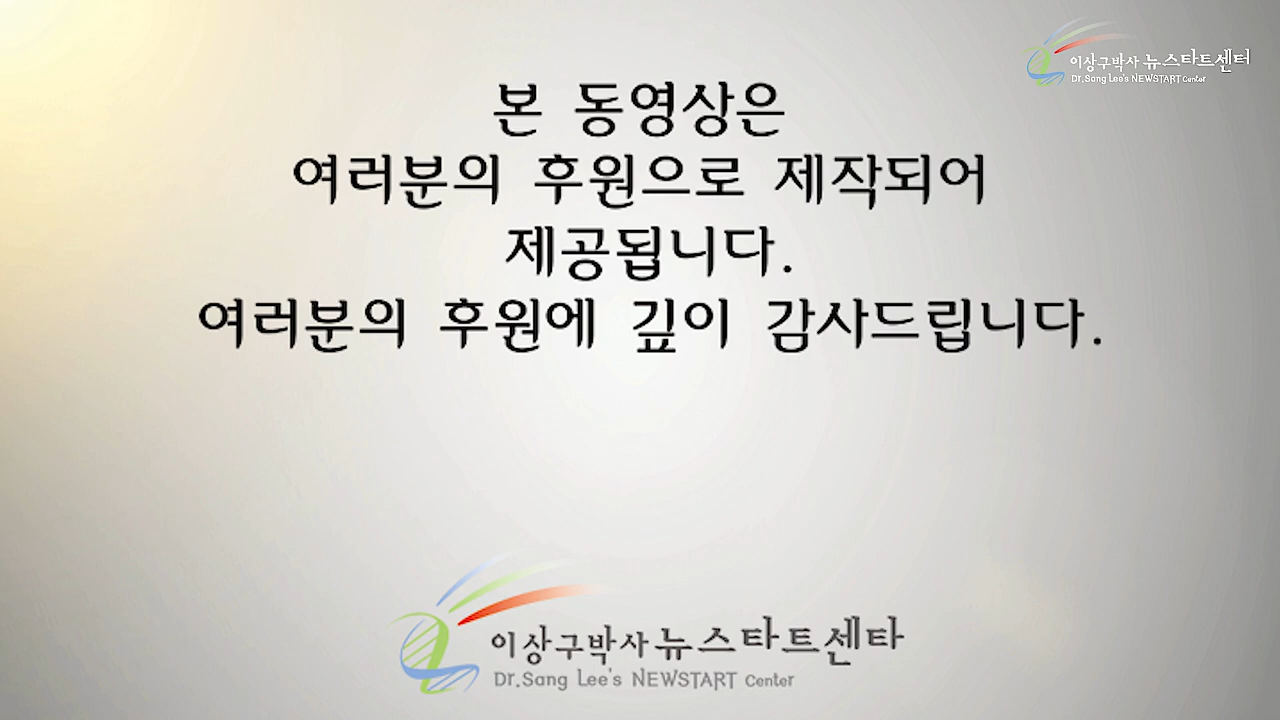 이상구박사 뉴스타트센터
Dr.Sang Lee's NEWSTART Center
본 동영상은
여러분의 후원으로 제작되어
제공됩니다.
여러분의 후원에 깊이 감사드립니다.
이상구박사 뉴스타트센타
Dr.Sang Lee's NEWSTART Center